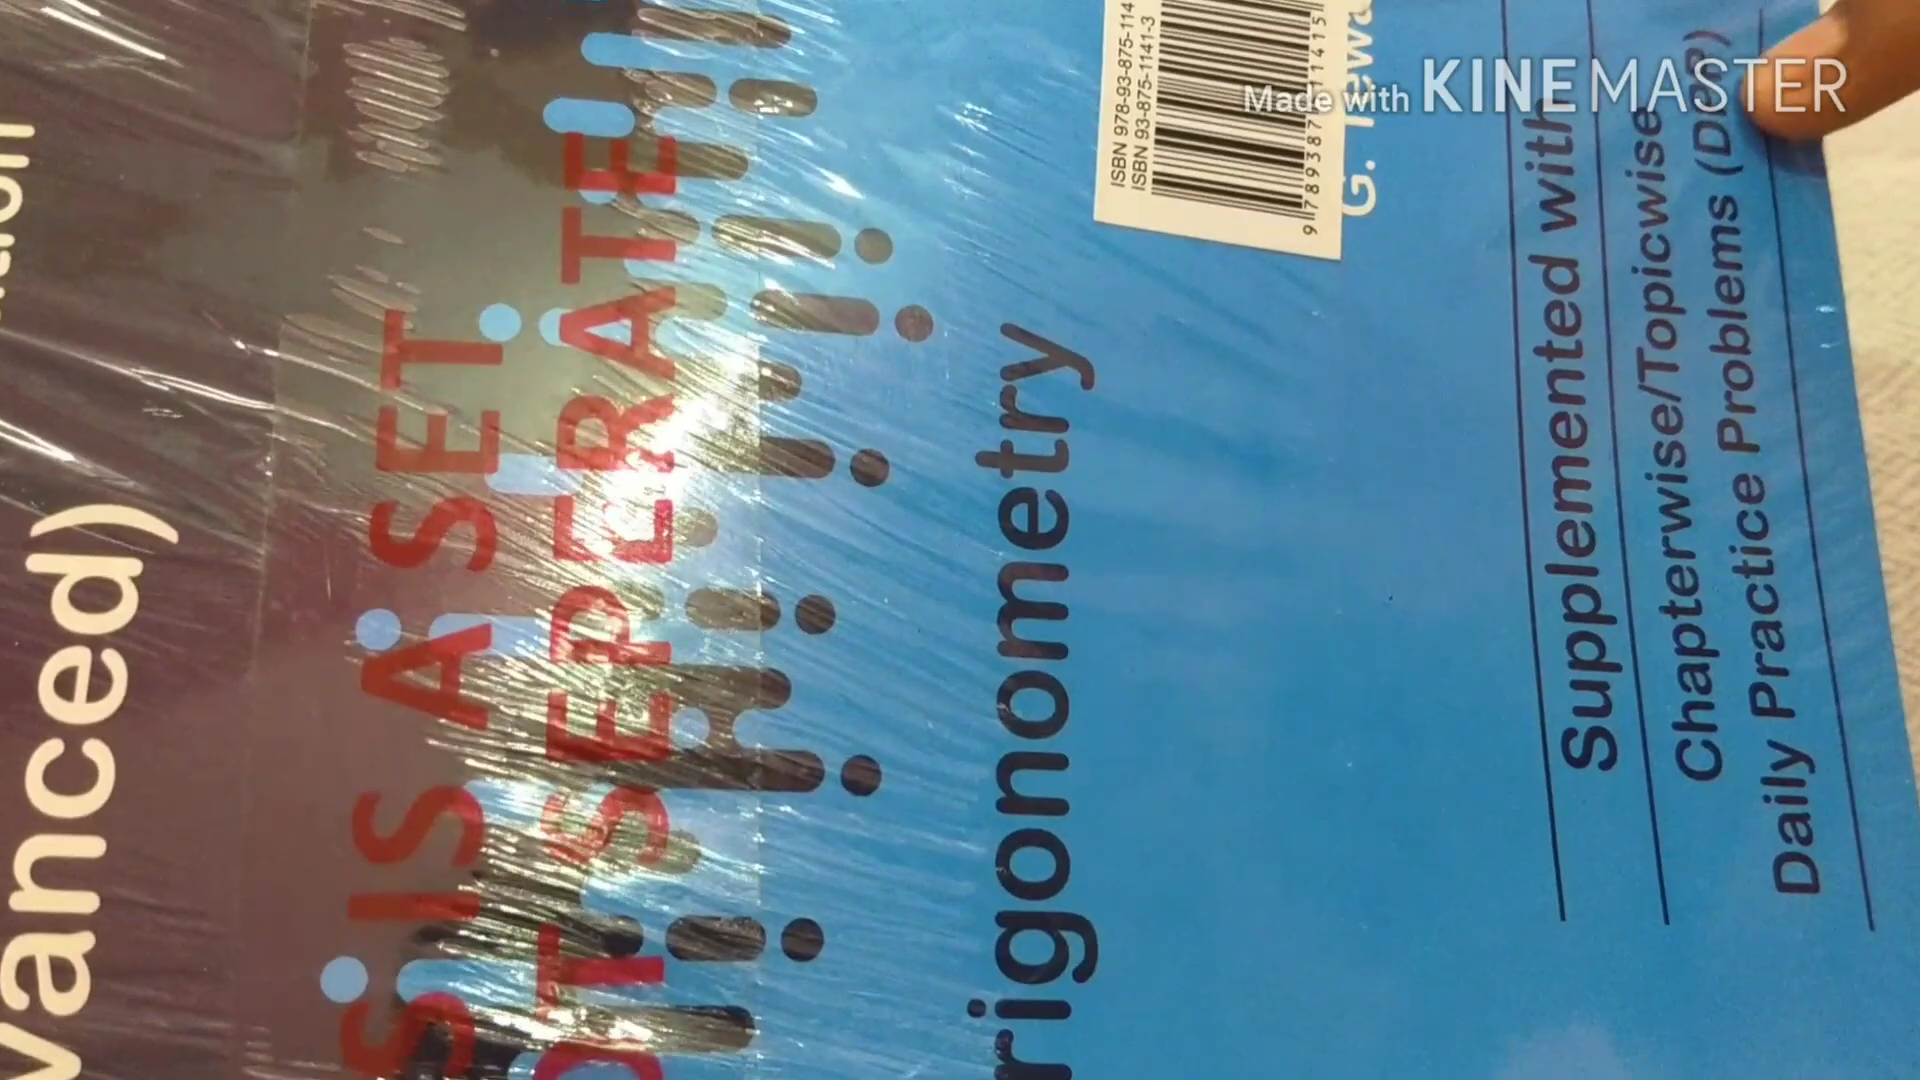 vanced)
S IS A SET
OT SEPERATE
rigonometry
ISBN 978-93-875-114
ISBN 93-875-1141-3
G. Tewa
Supplemented with
Chapterwise/Topicwise
Daily Practice Problems (DPP)
Made with KINEMASTER